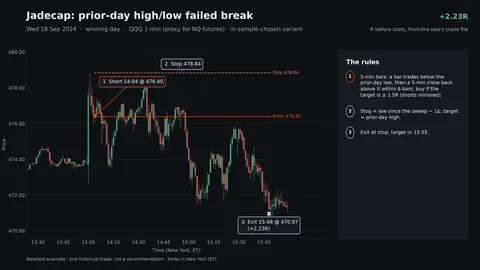 Jadecap: prior-day high/low failed break
+2.23R
Wed 18 Sep 2024 · winning day · QQQ 1-min (proxy for NQ futures) · in-sample-chosen variant
R before costs, from the test's trade file
480.00
478.00
476.00
474.00
472.00
470.00
Price
2 Stop 478.84
Stop 478.84
1 Short 14:04 @ 476.40
Entry 476.40
3 Exit 15:48 @ 470.97
(+2.23R)
13:30
13:45
14:00
14:15
14:30
14:45
15:00
15:15
15:30
15:45
Time (New York, ET)
The rules
1
5-min bars: a bar trades below the
prior-day low, then a 5-min close back
above it within 6 bars: buy if the
target is ≥ 1.5R (shorts mirrored).
2
Stop = low since the sweep − 1¢; target
= prior-day high.
3
Exit at stop, target or 15:55.
Backtest example · one historical trade, not a recommendation · times in New York (ET)